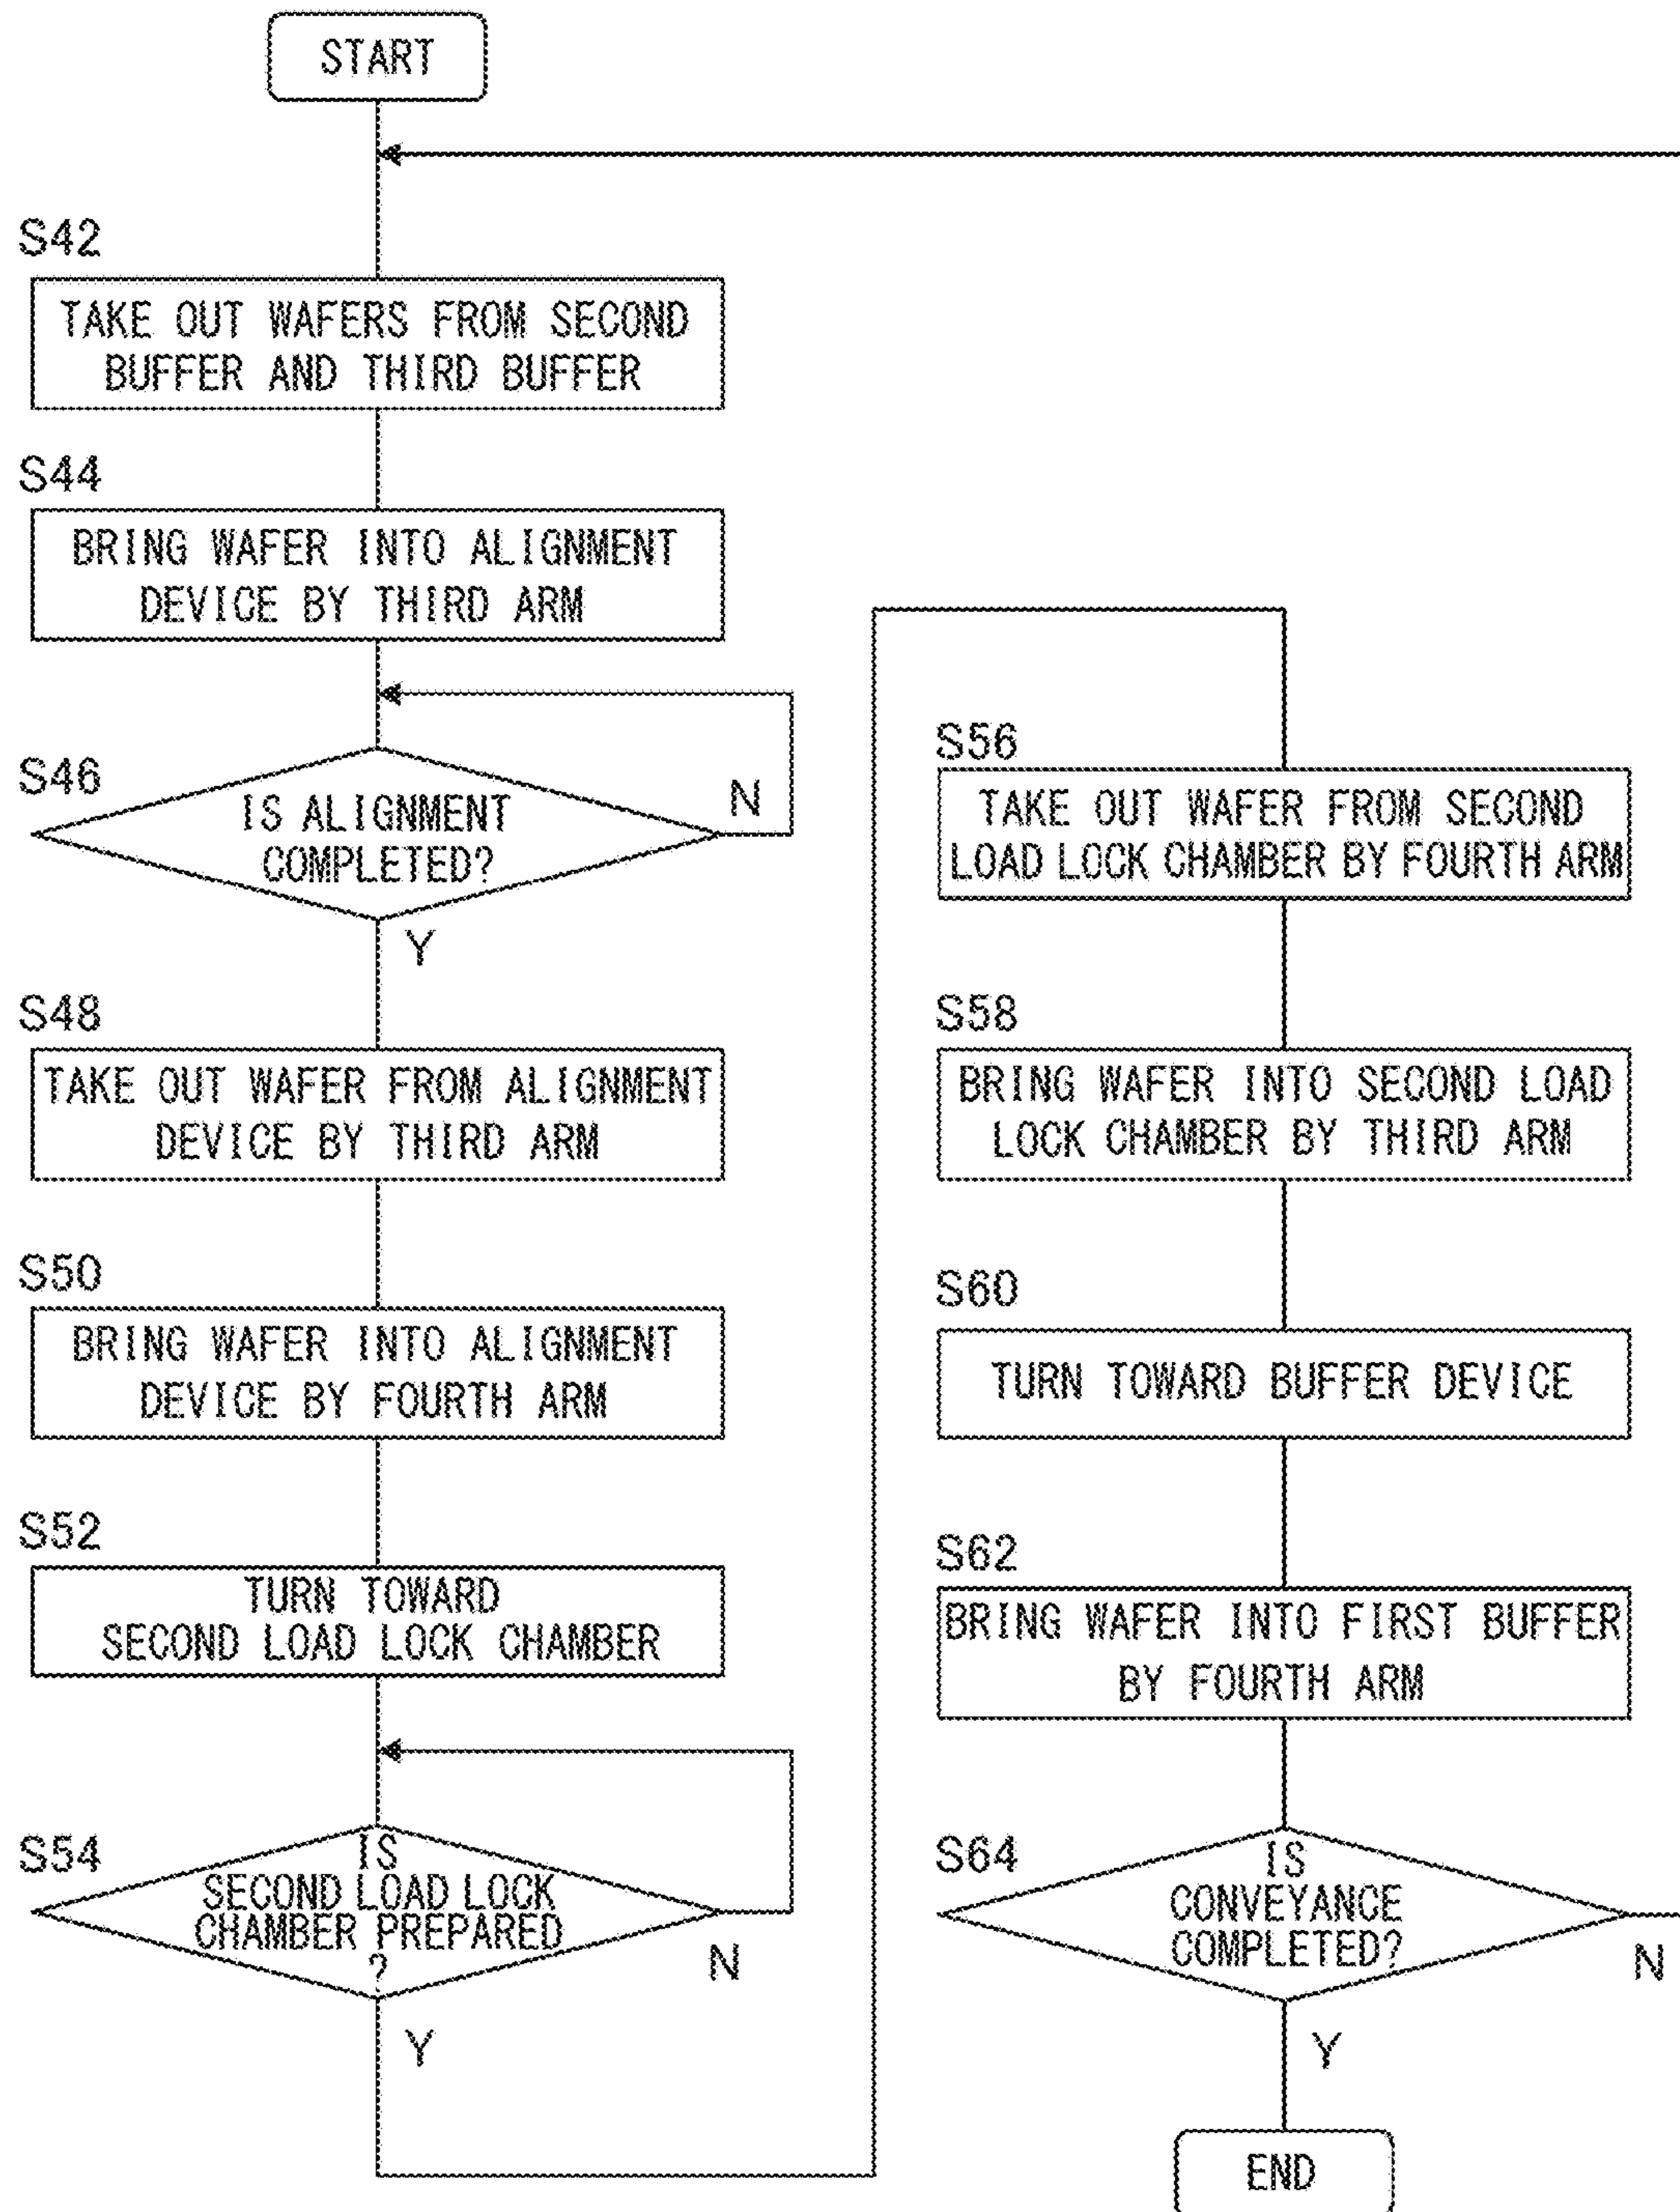 START
S42
TAKE OUT WAFERS FROM SECOND
BUFFER AND THIRD BUFFER
S44
BRING WAFER INTO ALIGNMENT
DEVICE BY THIRD ARM
S46
IS ALIGNMENT
COMPLETED?
N
Y
S48
TAKE OUT WAFER FROM ALIGNMENT
DEVICE BY THIRD ARM
S50
BRING WAFER INTO ALIGNMENT
DEVICE BY FOURTH ARM
S52
TURN TOWARD
SECOND LOAD LOCK CHAMBER
S54
IS
SECOND LOAD LOCK
CHAMBER PREPARED
?
N
Y
S56
TAKE OUT WAFER FROM SECOND
LOAD LOCK CHAMBER BY FOURTH ARM
S58
BRING WAFER INTO SECOND LOAD
LOCK CHAMBER BY THIRD ARM
S60
TURN TOWARD BUFFER DEVICE
S62
BRING WAFER INTO FIRST BUFFER
BY FOURTH ARM
S64
IS
CONVEYANCE
COMPLETED?
N
Y
END